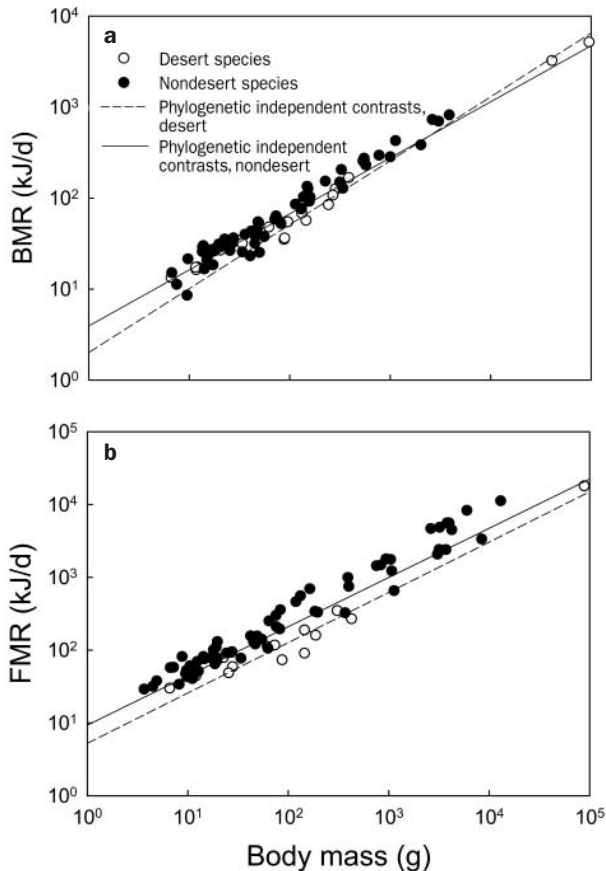 a
Desert species
Nondesert species
Phylogenetic independent contrasts,
desert
Phylogenetic independent
contrasts, nondesert
BMR (kJ/d)
10⁴
10³
10²
10¹
10⁰
b
FMR (kJ/d)
10⁵
10⁴
10³
10²
10¹
10⁰
10⁰ 10¹ 10² 10³ 10⁴ 10⁵
Body mass (g)